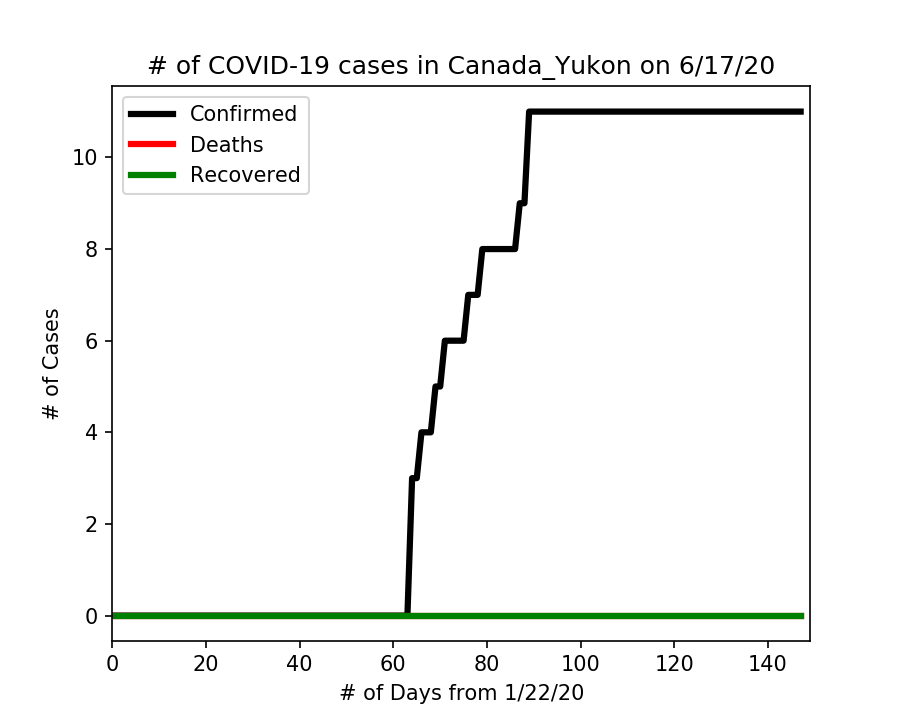 # of COVID-19 cases in Canada_Yukon on 6/17/20
Confirmed
Deaths
Recovered
10
8
6
4
2
0
# of Cases
0 20 40 60 80 100 120 140
# of Days from 1/22/20